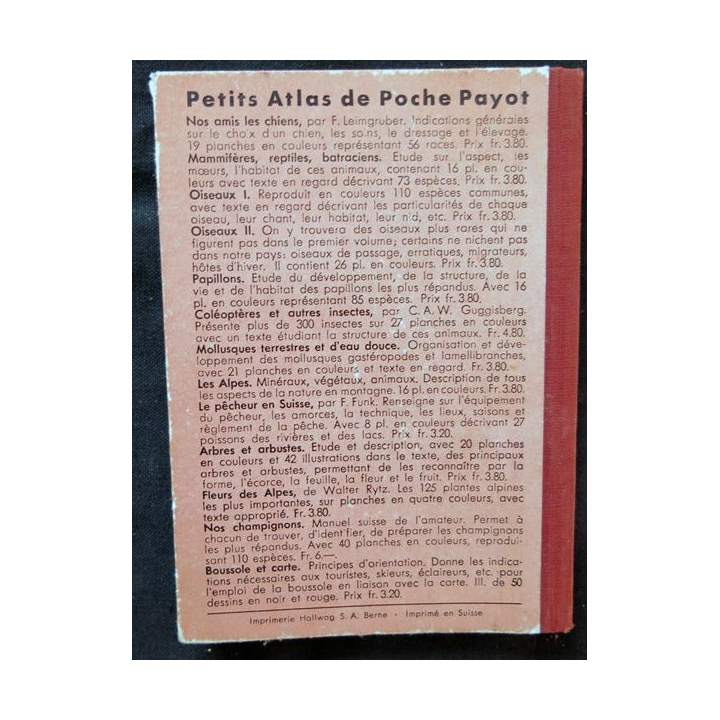 Petits Atlas de Poche Payot
Nos amis les chiens, par F. Leimgruber. Indications générales
sur le choix d'un chien, les soins, le dressage et l'élevage.
19 planches en couleurs représentant 56 races. Prix fr. 3.80.
Mammifères, reptiles, batraciens. Etude sur l'aspect, les
mœurs, l'habitat de ces animaux, contenant 16 pl. en cou-
leurs avec texte en regard décrivant 73 espèces. Prix fr. 3.80.
Oiseaux I. Reproduit en couleurs 110 espèces communes,
avec texte en regard décrivant les particularités de chaque
oiseau, leur chant, leur habitat, leur nid, etc. Prix fr. 3.80.
Oiseaux II. On y trouvera des oiseaux plus rares qui ne
figurent pas dans le premier volume; certains ne nichent pas
dans notre pays: oiseaux de passage, erratiques, migrateurs,
hôtes d'hiver. Il contient 26 pl. en couleurs. Prix fr. 3.80.
Papillons. Etude du développement, de la structure, de la
vie et de l'habitat des papillons les plus répandus. Avec 16
pl. en couleurs représentant 85 espèces. Prix fr. 3.80.
Coléoptères et autres insectes, par C. A. W. Guggisberg.
Présente plus de 300 insectes sur 27 planches en couleurs
avec un texte étudiant la structure de ces animaux. Fr. 4.80.
Mollusques terrestres et d'eau douce. Organisation et dé-
veloppement des mollusques gastéropodes et lamellibranches,
avec 21 planches en couleurs et texte en regard. Fr. 3.80.
Les Alpes. Minéraux, végétaux, animaux. Description de tous
les aspects de la nature en montagne. 16 pl. en couleurs. Fr. 3.80.
Le pêcheur en Suisse, par F. Funk. Renseigne sur l'équipement
du pêcheur, les amorces, la technique, les lieux, saisons et
règlement de la pêche. Avec 8 pl. en couleurs décrivant 27
poissons des rivières et des lacs. Prix fr. 3.20.
Arbres et arbustes. Etude et description, avec 20 planches
en couleurs et 42 illustrations dans le texte, des principaux
arbres et arbustes, permettant de les reconnaître par la
forme, l'écorce, la feuille, la fleur et le fruit. Prix fr. 3.80.
Fleurs des Alpes, de Walter Rytz. Les 125 plantes alpines
les plus importantes, sur planches en quatre couleurs, avec
texte approprié. Fr. 3.80.
Nos champignons. Manuel suisse de l'amateur. Permet à
chacun de trouver, d'identifier, de préparer les champignons
les plus répandus. Avec 40 planches en couleurs, reprodui-
sant 110 espèces. Fr. 6.—.
Boussole et carte. Principes d'orientation. Donne les indica-
tions nécessaires aux touristes, skieurs, éclaireurs, etc. pour
l'emploi de la boussole en liaison avec la carte. Ill. de 50
dessins en noir et rouge. Prix fr. 3.20.
Imprimerie Hallwag S. A. Berne - Imprimé en Suisse